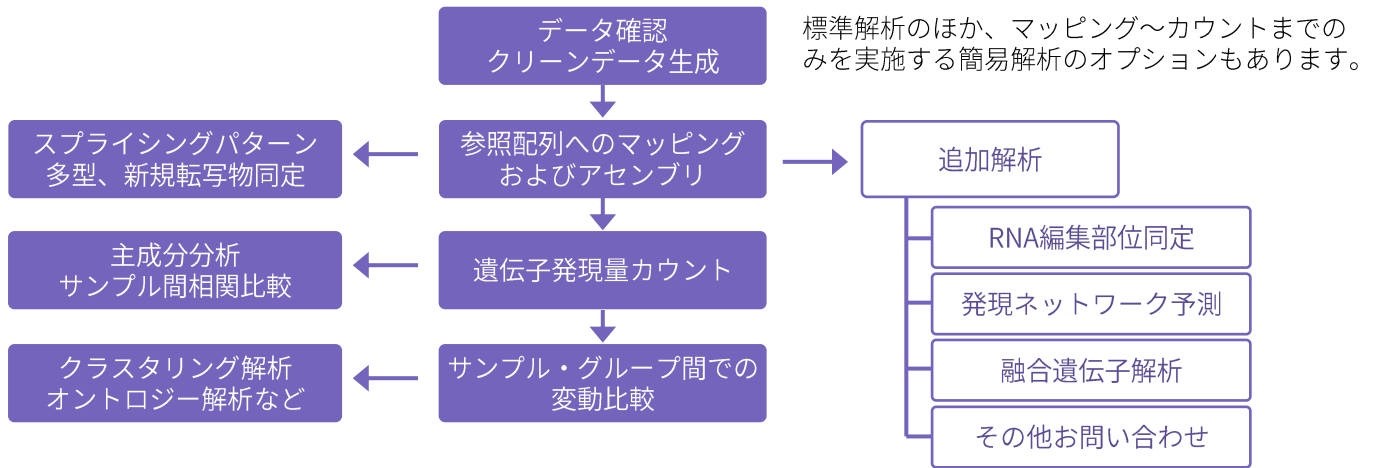 データ確認
クリーンデータ生成
標準解析のほか、マッピング～カウントまでの
みを実施する簡易解析のオプションもあります。
スプライシングパターン
多型、新規転写物同定
参照配列へのマッピング
およびアセンブリ
追加解析
RNA編集部位同定
主成分分析
サンプル間相関比較
遺伝子発現量カウント
発現ネットワーク予測
クラスタリング解析
オントロジー解析など
サンプル・グループ間での
変動比較
融合遺伝子解析
その他お問い合わせ